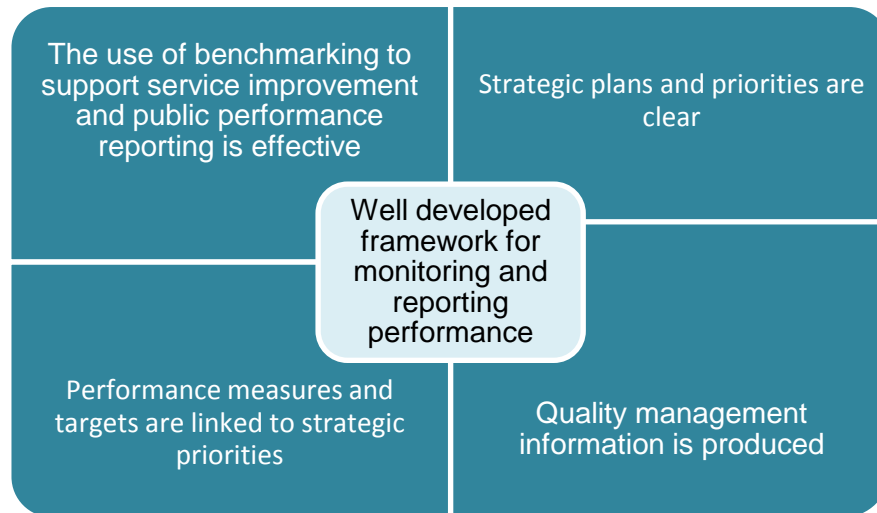 The use of benchmarking to
support service improvement
and public performance
reporting is effective
Strategic plans and priorities are
clear
Well developed
framework for
monitoring and
reporting
performance
Performance measures and
targets are linked to strategic
priorities
Quality management
information is produced